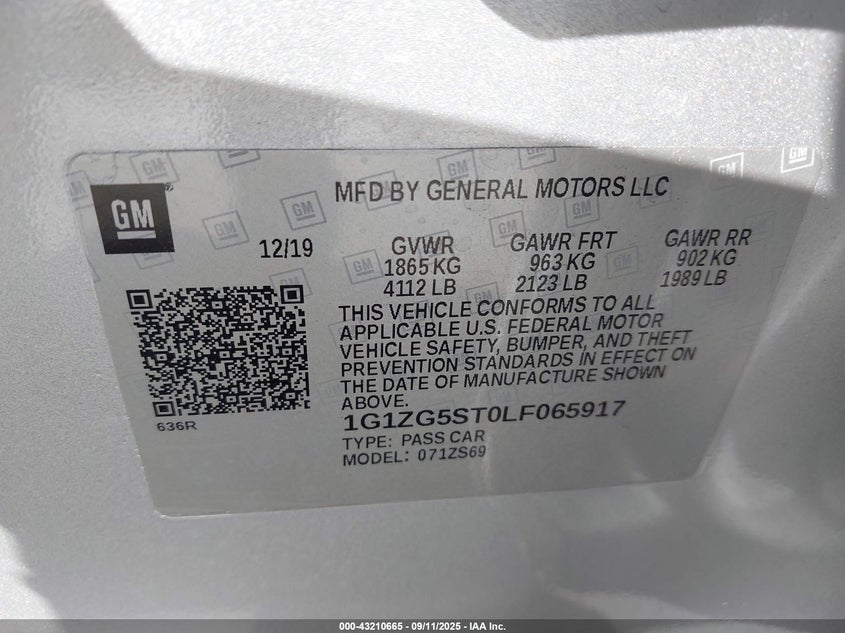 GM
MFD BY GENERAL MOTORS LLC
12/19
GVWR
1865 KG
4112 LB
GAWR FRT
963 KG
2123 LB
GAWR RR
902 KG
1989 LB
THIS VEHICLE CONFORMS TO ALL
APPLICABLE U.S. FEDERAL MOTOR
VEHICLE SAFETY, BUMPER, AND THEFT
PREVENTION STANDARDS IN EFFECT ON
THE DATE OF MANUFACTURE SHOWN
ABOVE.
636R
1G1ZG5ST0LF065917
TYPE: PASS CAR
MODEL: 071ZS69
000-43210665 - 09/11/2025 - IAA Inc.